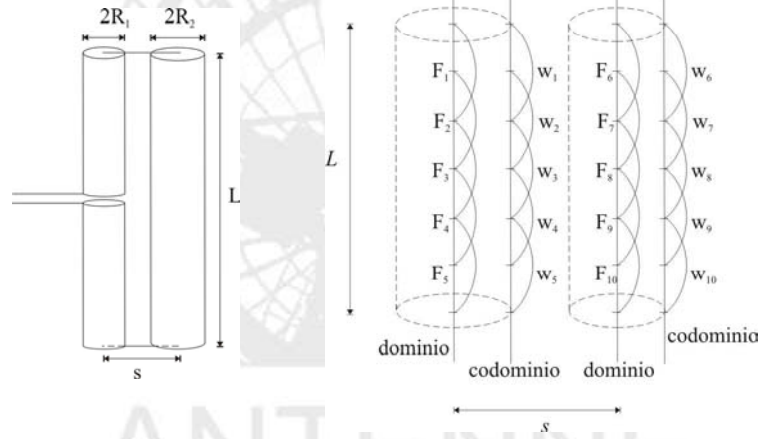 2R₁ 2R₂
L
s
L
F₁ w₁ F₆ w₆
F₂ w₂ F₇ w₇
F₃ w₃ F₈ w₈
F₄ w₄ F₉ w₉
F₅ w₅ F₁₀ w₁₀
dominio codominio dominio codominio
s